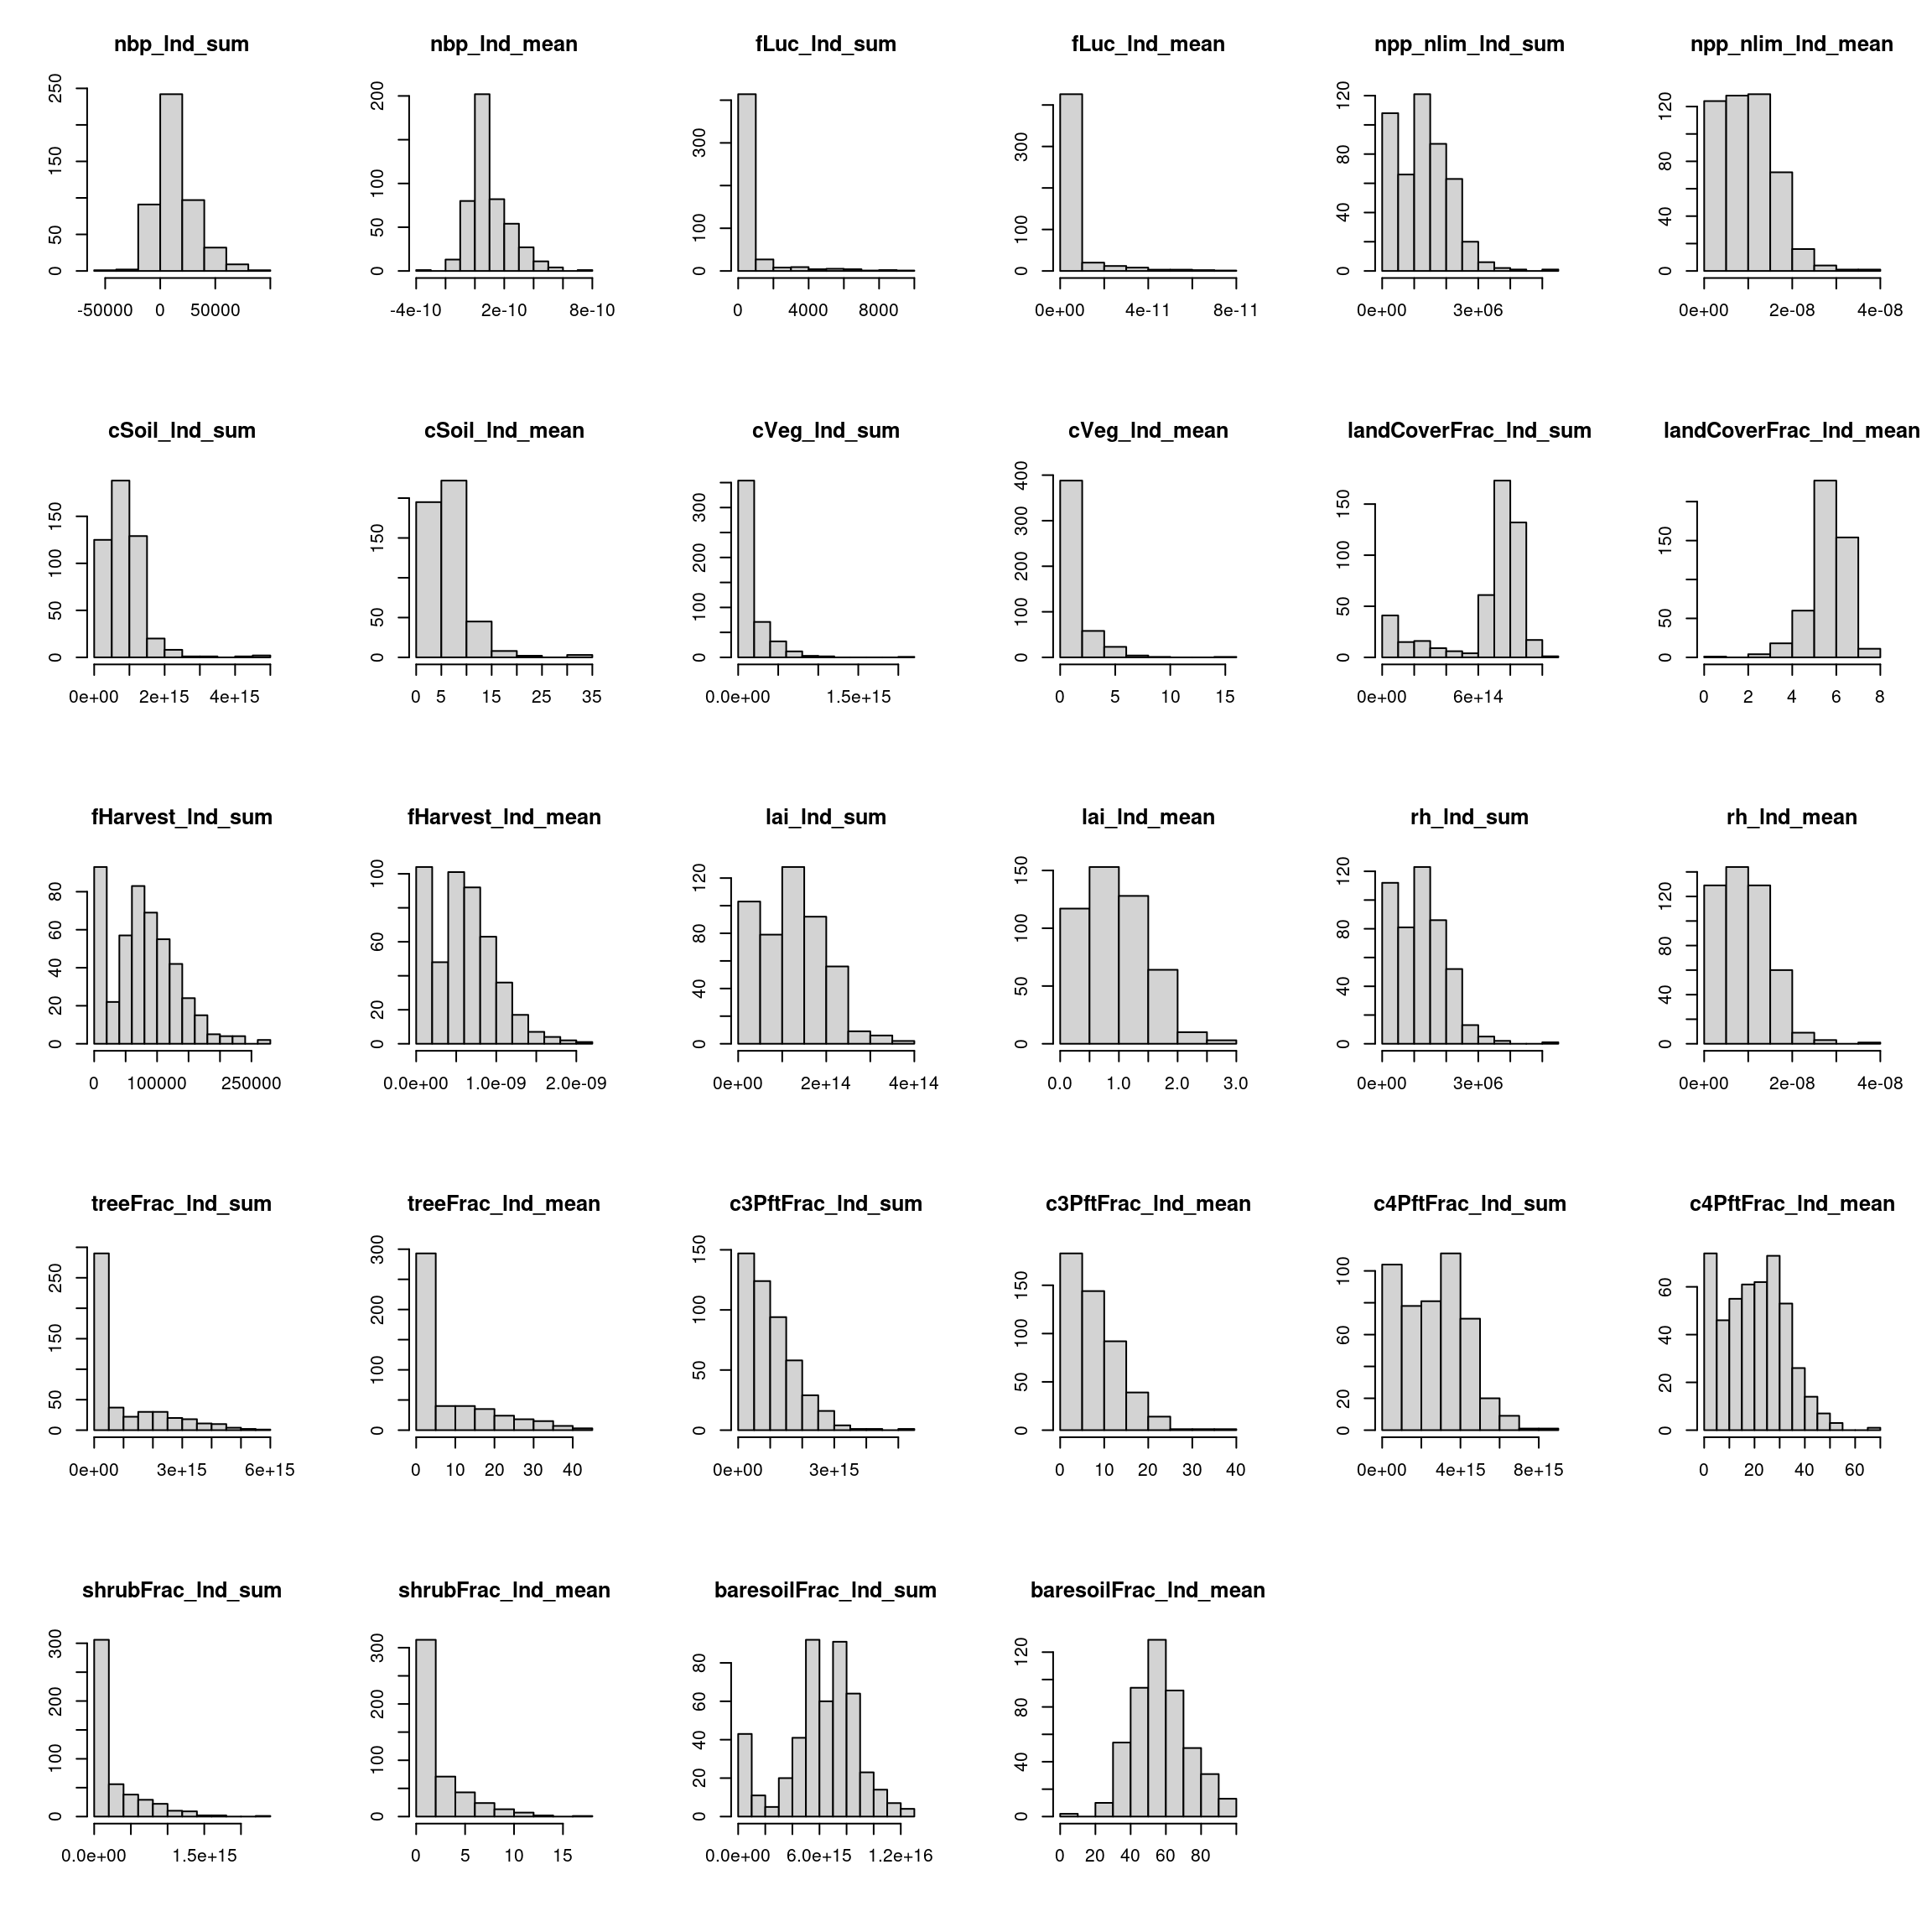 nbp_lnd_sum nbp_lnd_mean fLuc_lnd_sum fLuc_lnd_mean npp_nlim_lnd_sum npp_nlim_lnd_mean
0 50 150 250
0 50 100 200
0 100 300
0 100 300
0 40 80 120
0 40 80 120
-50000 0 50000
-4e-10 2e-10 8e-10
0 4000 8000
0e+00 4e-11 8e-11
0e+00 3e+06
0e+00 2e-08 4e-08
cSoil_lnd_sum cSoil_lnd_mean cVeg_lnd_sum cVeg_lnd_mean landCoverFrac_lnd_sum landCoverFrac_lnd_mean
0 50 150
0 50 150
0 100 200 300
0 100 200 300 400
0 50 100 150
0 50 150
0e+00 2e+15 4e+15
0 5 15 25 35
0.0e+00 1.5e+15
0 5 10 15
0e+00 6e+14
0 2 4 6 8
fHarvest_lnd_sum fHarvest_lnd_mean lai_lnd_sum lai_lnd_mean rh_lnd_sum rh_lnd_mean
0 20 40 60 80
0 20 60 100
0 40 80 120
0 50 100 150
0 40 80 120
0 40 80 120
0 100000 250000
0.0e+00 1.0e-09 2.0e-09
0e+00 2e+14 4e+14
0.0 1.0 2.0 3.0
0e+00 3e+06
0e+00 2e-08 4e-08
treeFrac_lnd_sum treeFrac_lnd_mean c3PftFrac_lnd_sum c3PftFrac_lnd_mean c4PftFrac_lnd_sum c4PftFrac_lnd_mean
0 50 150 250
0 100 200 300
0 50 100 150
0 50 100 150
0 20 60 100
0 20 40 60
0e+00 3e+15 6e+15
0 10 20 30 40
0e+00 3e+15
0 10 20 30 40
0e+00 4e+15 8e+15
0 20 40 60
shrubFrac_lnd_sum shrubFrac_lnd_mean baresoilFrac_lnd_sum baresoilFrac_lnd_mean
0 50 100 200 300
0 100 200 300
0 20 40 60 80
0 40 80 120
0.0e+00 1.5e+15
0 5 10 15
0.0e+00 6.0e+15 1.2e+16
0 20 40 60 80